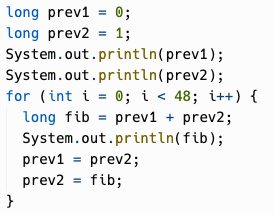 long prev1 = 0;
long prev2 = 1;
System.out.println(prev1);
System.out.println(prev2);
for (int i = 0; i < 48; i++) {
  long fib = prev1 + prev2;
  System.out.println(fib);
  prev1 = prev2;
  prev2 = fib;
}